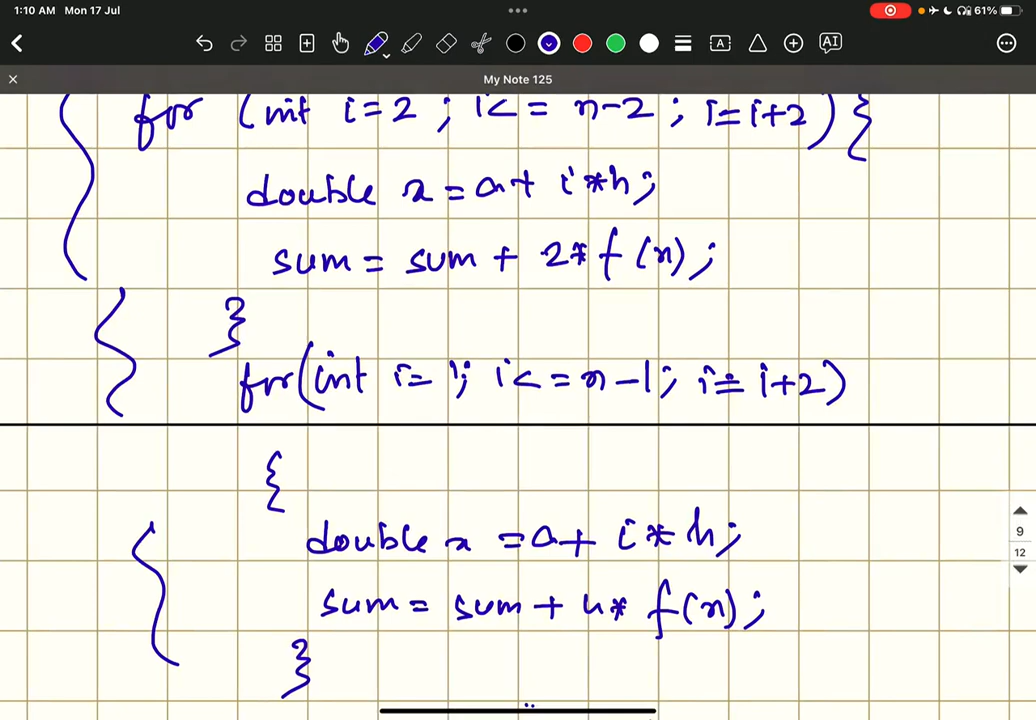 1:10 AM Mon 17 Jul
61%
A
AI
My Note 125
for (int i=2 ; i<= n-2 ; i=i+2) {
double x = a + i*h;
sum = sum + 2* f(x) ;
}
for(int i= 1; i<=n-1; i= i+2)
{
double x = a+ i* h;
sum = sum + 4* f(x) ;
}
9
12